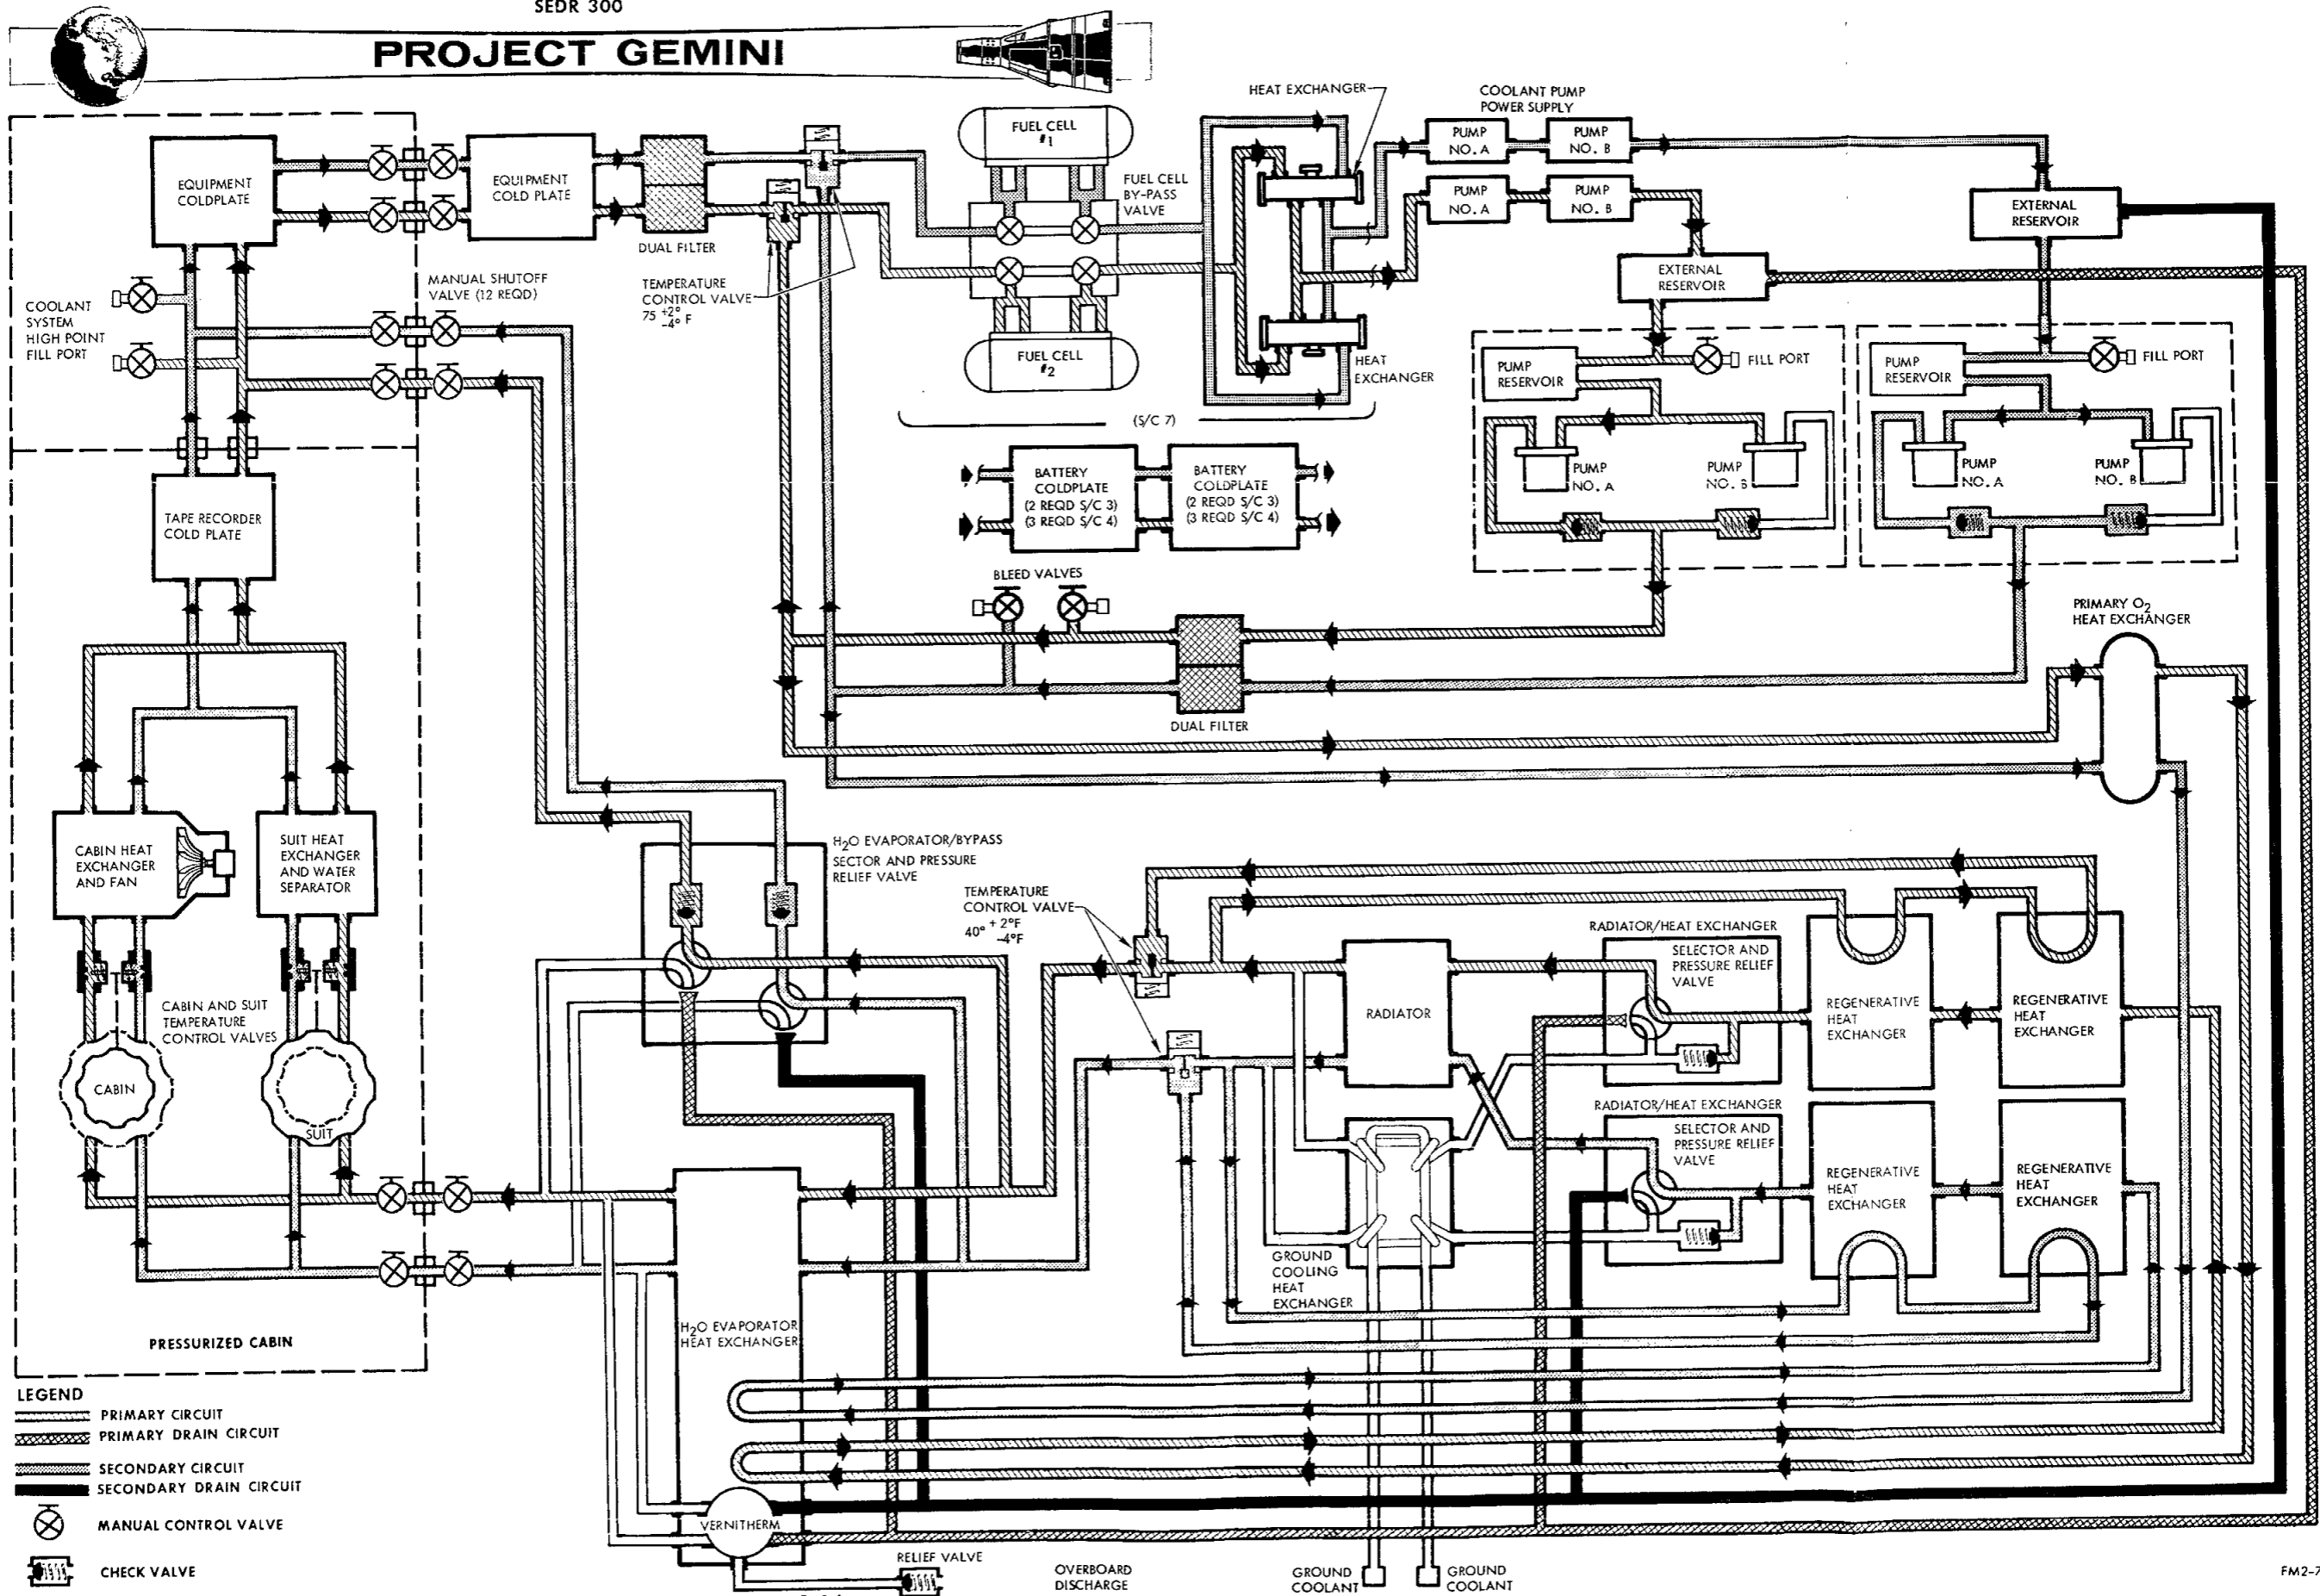 SEDR 300
PROJECT GEMINI
HEAT EXCHANGER
COOLANT PUMP
POWER SUPPLY
FUEL CELL
#1
PUMP
NO. A
PUMP
NO. B
EQUIPMENT
COLDPLATE
EQUIPMENT
COLD PLATE
FUEL CELL
BY-PASS
VALVE
PUMP
NO. A
PUMP
NO. B
EXTERNAL
RESERVOIR
DUAL FILTER
MANUAL SHUTOFF
VALVE (12 REQD)
TEMPERATURE
CONTROL VALVE
75 +2°
-4° F
EXTERNAL
RESERVOIR
COOLANT
SYSTEM
HIGH POINT
FILL PORT
FUEL CELL
#2
HEAT
EXCHANGER
PUMP
RESERVOIR
FILL PORT
PUMP
RESERVOIR
FILL PORT
(S/C 7)
BATTERY
COLDPLATE
(2 REQD S/C 3)
(3 REQD S/C 4)
BATTERY
COLDPLATE
(2 REQD S/C 3)
(3 REQD S/C 4)
PUMP
NO. A
PUMP
NO. B
PUMP
NO. A
PUMP
NO. B
TAPE RECORDER
COLD PLATE
BLEED VALVES
PRIMARY O2
HEAT EXCHANGER
DUAL FILTER
CABIN HEAT
EXCHANGER
AND FAN
SUIT HEAT
EXCHANGER
AND WATER
SEPARATOR
H2O EVAPORATOR/BYPASS
SECTOR AND PRESSURE
RELIEF VALVE
TEMPERATURE
CONTROL VALVE
40° +2°F
-4°F
RADIATOR/HEAT EXCHANGER
SELECTOR AND
PRESSURE RELIEF
VALVE
RADIATOR
REGENERATIVE
HEAT
EXCHANGER
REGENERATIVE
HEAT
EXCHANGER
CABIN AND SUIT
TEMPERATURE
CONTROL VALVES
CABIN
SUIT
RADIATOR/HEAT EXCHANGER
SELECTOR AND
PRESSURE RELIEF
VALVE
REGENERATIVE
HEAT
EXCHANGER
REGENERATIVE
HEAT
EXCHANGER
GROUND
COOLING
HEAT
EXCHANGER
H2O EVAPORATOR
HEAT EXCHANGER
PRESSURIZED CABIN
LEGEND
PRIMARY CIRCUIT
PRIMARY DRAIN CIRCUIT
SECONDARY CIRCUIT
SECONDARY DRAIN CIRCUIT
MANUAL CONTROL VALVE
CHECK VALVE
VERNITHERM
RELIEF VALVE
OVERBOARD
DISCHARGE
GROUND
COOLANT
GROUND
COOLANT